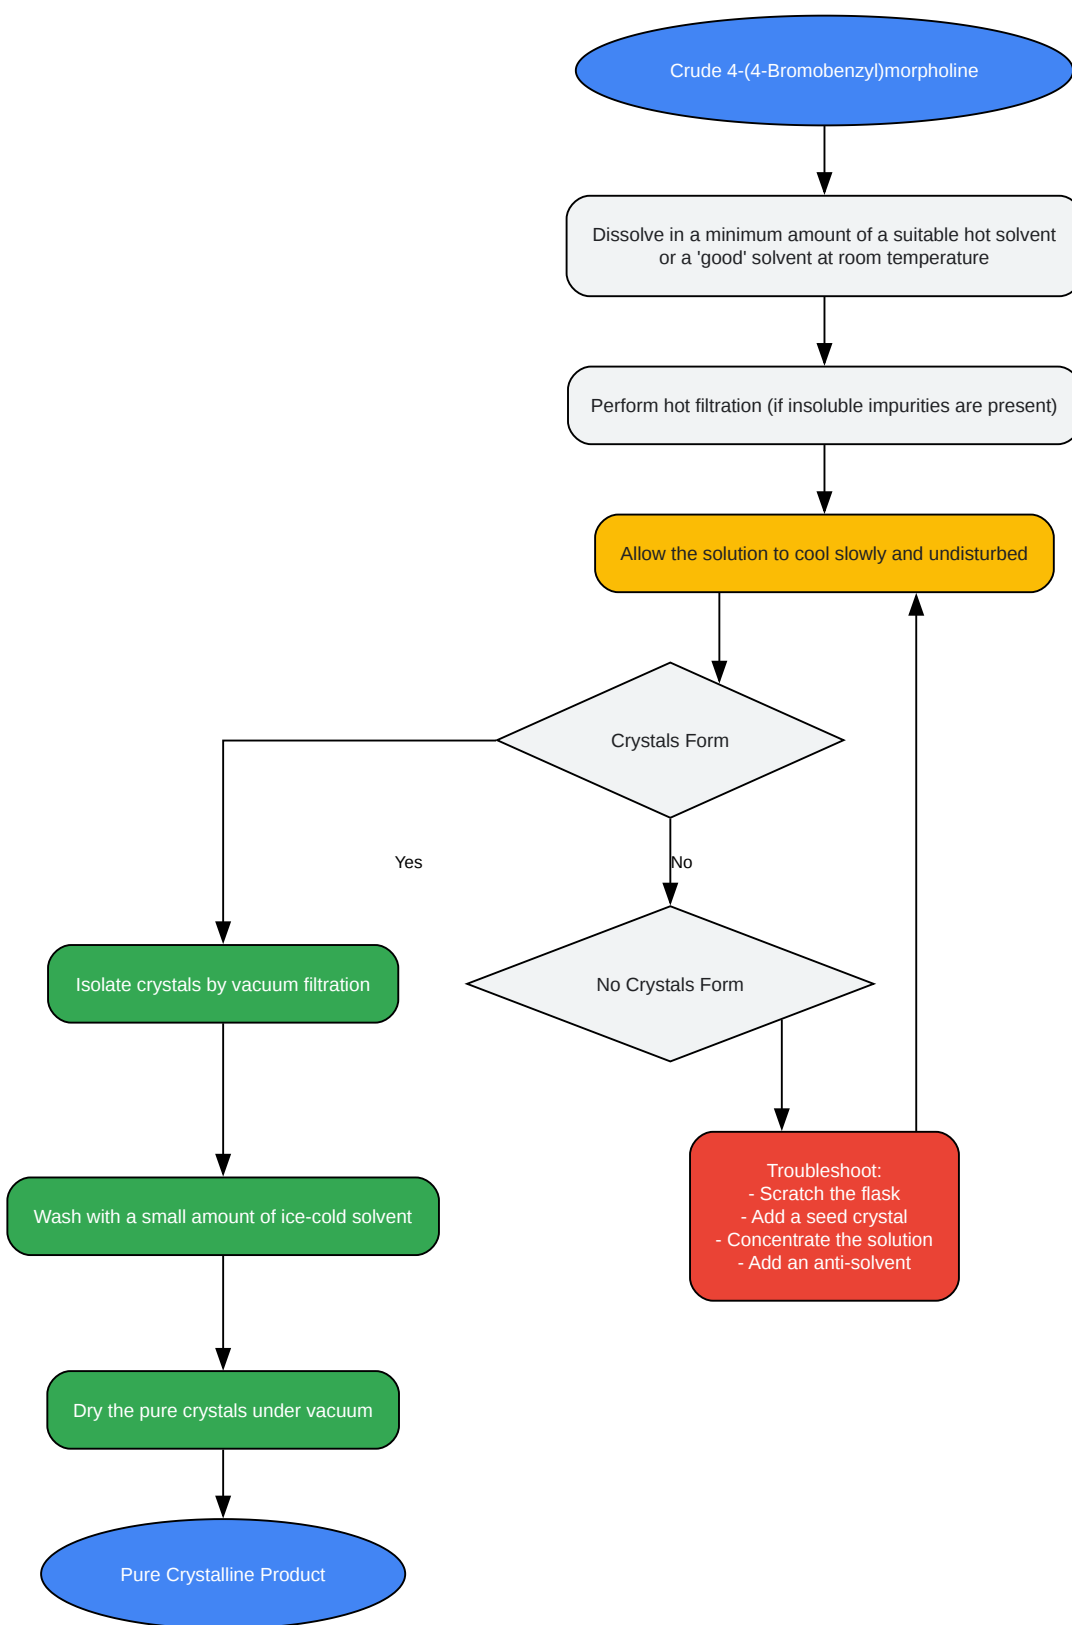 Crude 4-(4-Bromobenzyl)morpholine
Dissolve in a minimum amount of a suitable hot solvent
or a 'good' solvent at room temperature
Perform hot filtration (if insoluble impurities are present)
Allow the solution to cool slowly and undisturbed
Crystals Form
Yes
No
Isolate crystals by vacuum filtration
No Crystals Form
Troubleshoot:
- Scratch the flask
- Add a seed crystal
- Concentrate the solution
- Add an anti-solvent
Wash with a small amount of ice-cold solvent
Dry the pure crystals under vacuum
Pure Crystalline Product